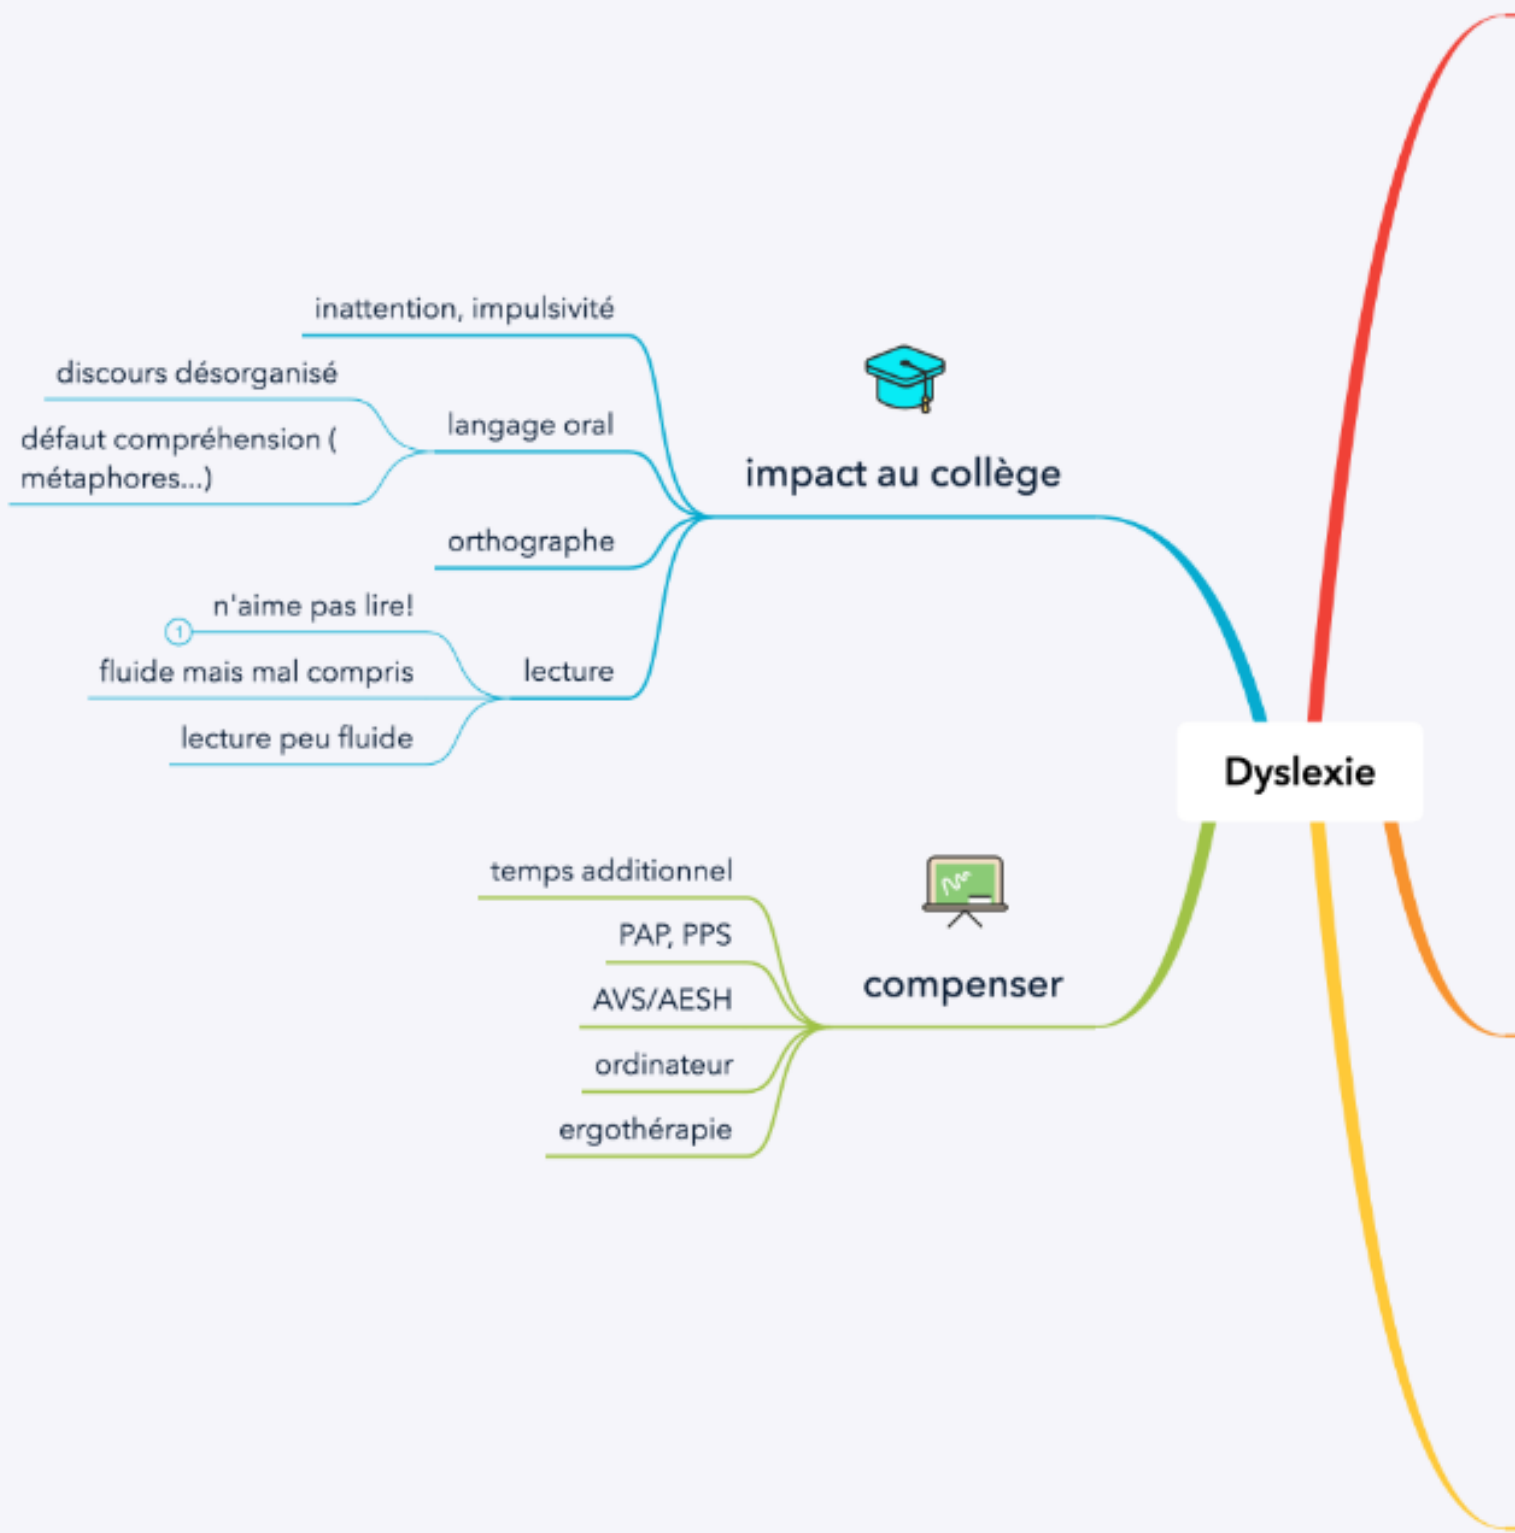 inattention, impulsivité
discours désorganisé
langage oral
défaut compréhension (
métaphores...)
impact au collège
orthographe
n'aime pas lire!
1
fluide mais mal compris
lecture
lecture peu fluide
Dyslexie
temps additionnel
PAP, PPS
compenser
AVS/AESH
ordinateur
ergothérapie